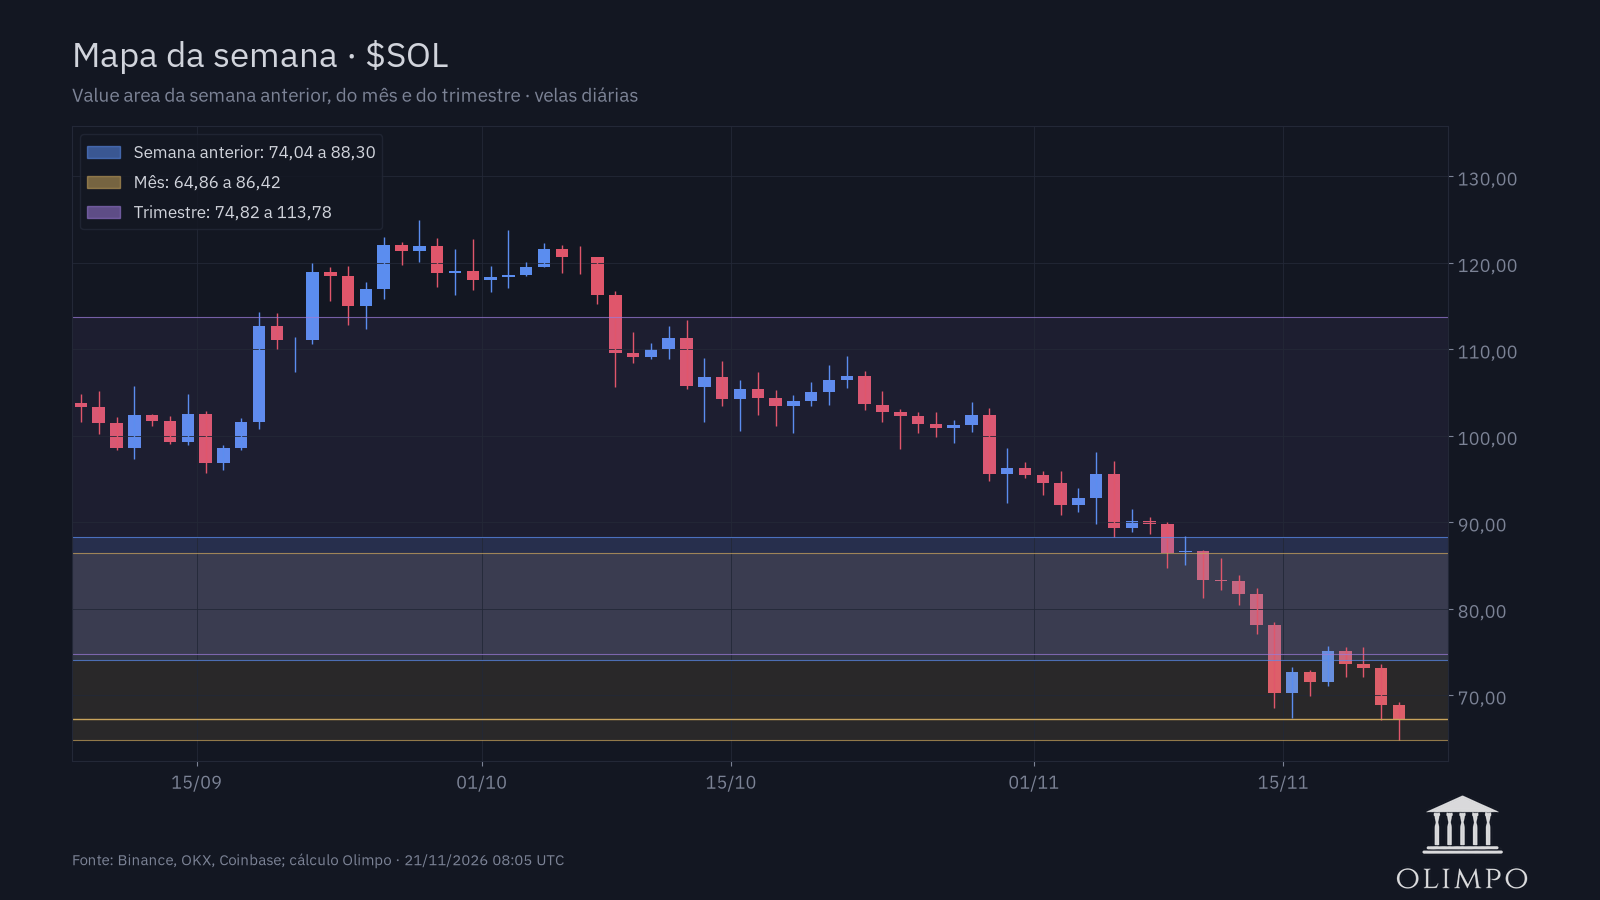 Mapa da semana · $SOL
Value area da semana anterior, do mês e do trimestre · velas diárias
Semana anterior: 74,04 a 88,30
Mês: 64,86 a 86,42
Trimestre: 74,82 a 113,78
130,00
120,00
110,00
100,00
90,00
80,00
70,00
15/09
01/10
15/10
01/11
15/11
Fonte: Binance, OKX, Coinbase; cálculo Olimpo · 21/11/2026 08:05 UTC
OLIMPO